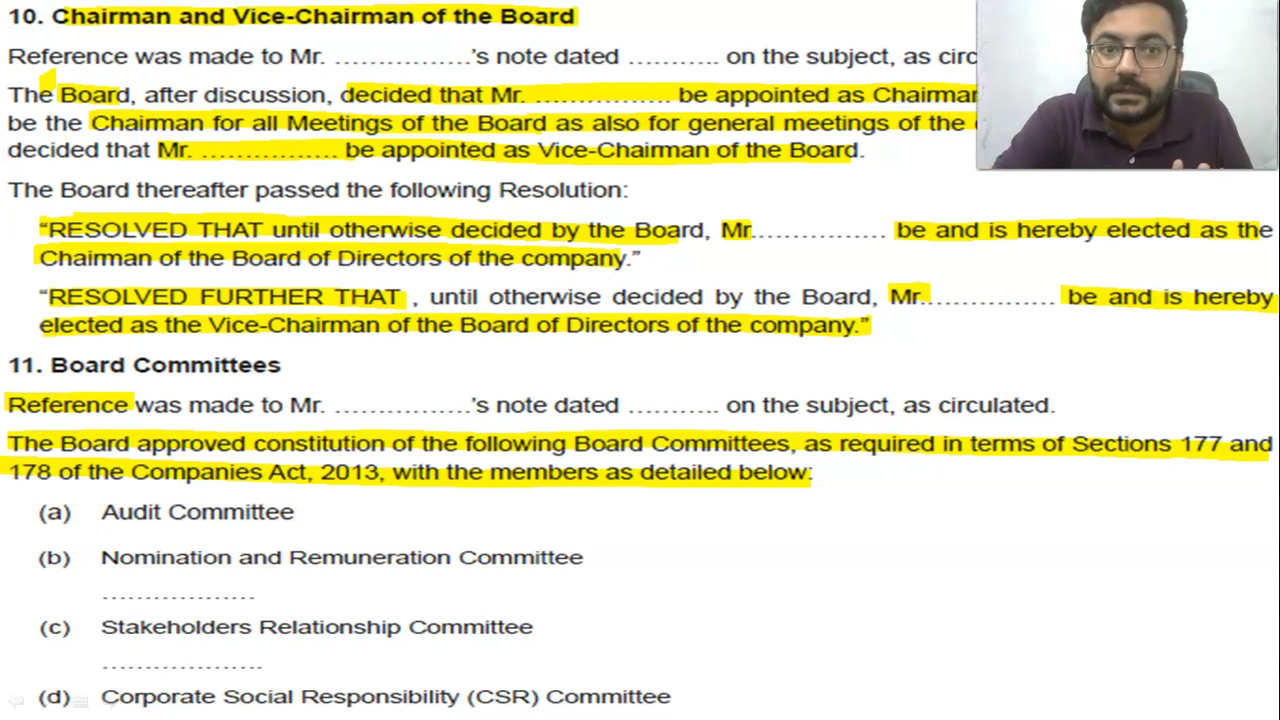 10. Chairman and Vice-Chairman of the Board
Reference was made to Mr. ................'s note dated ........... on the subject, as circ
The Board, after discussion, decided that Mr. ................ be appointed as Chairman
be the Chairman for all Meetings of the Board as also for general meetings of the
decided that Mr. ................ be appointed as Vice-Chairman of the Board.
The Board thereafter passed the following Resolution:
“RESOLVED THAT until otherwise decided by the Board, Mr................ be and is hereby elected as the
Chairman of the Board of Directors of the company.”
“RESOLVED FURTHER THAT , until otherwise decided by the Board, Mr................ be and is hereby
elected as the Vice-Chairman of the Board of Directors of the company.”
11. Board Committees
Reference was made to Mr. ................'s note dated ........... on the subject, as circulated.
The Board approved constitution of the following Board Committees, as required in terms of Sections 177 and
178 of the Companies Act, 2013, with the members as detailed below:
(a) Audit Committee
(b) Nomination and Remuneration Committee
..................
(c) Stakeholders Relationship Committee
...................
(d) Corporate Social Responsibility (CSR) Committee